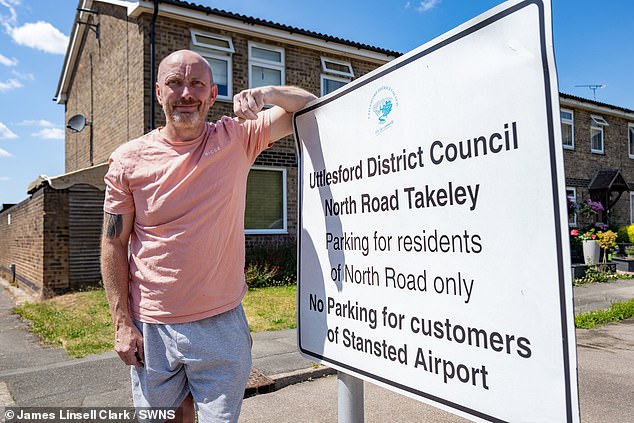 Uttlesford District Council
North Road Takeley
Parking for residents
of North Road only
No Parking for customers
of Stansted Airport
© James Linsell Clark / SWNS